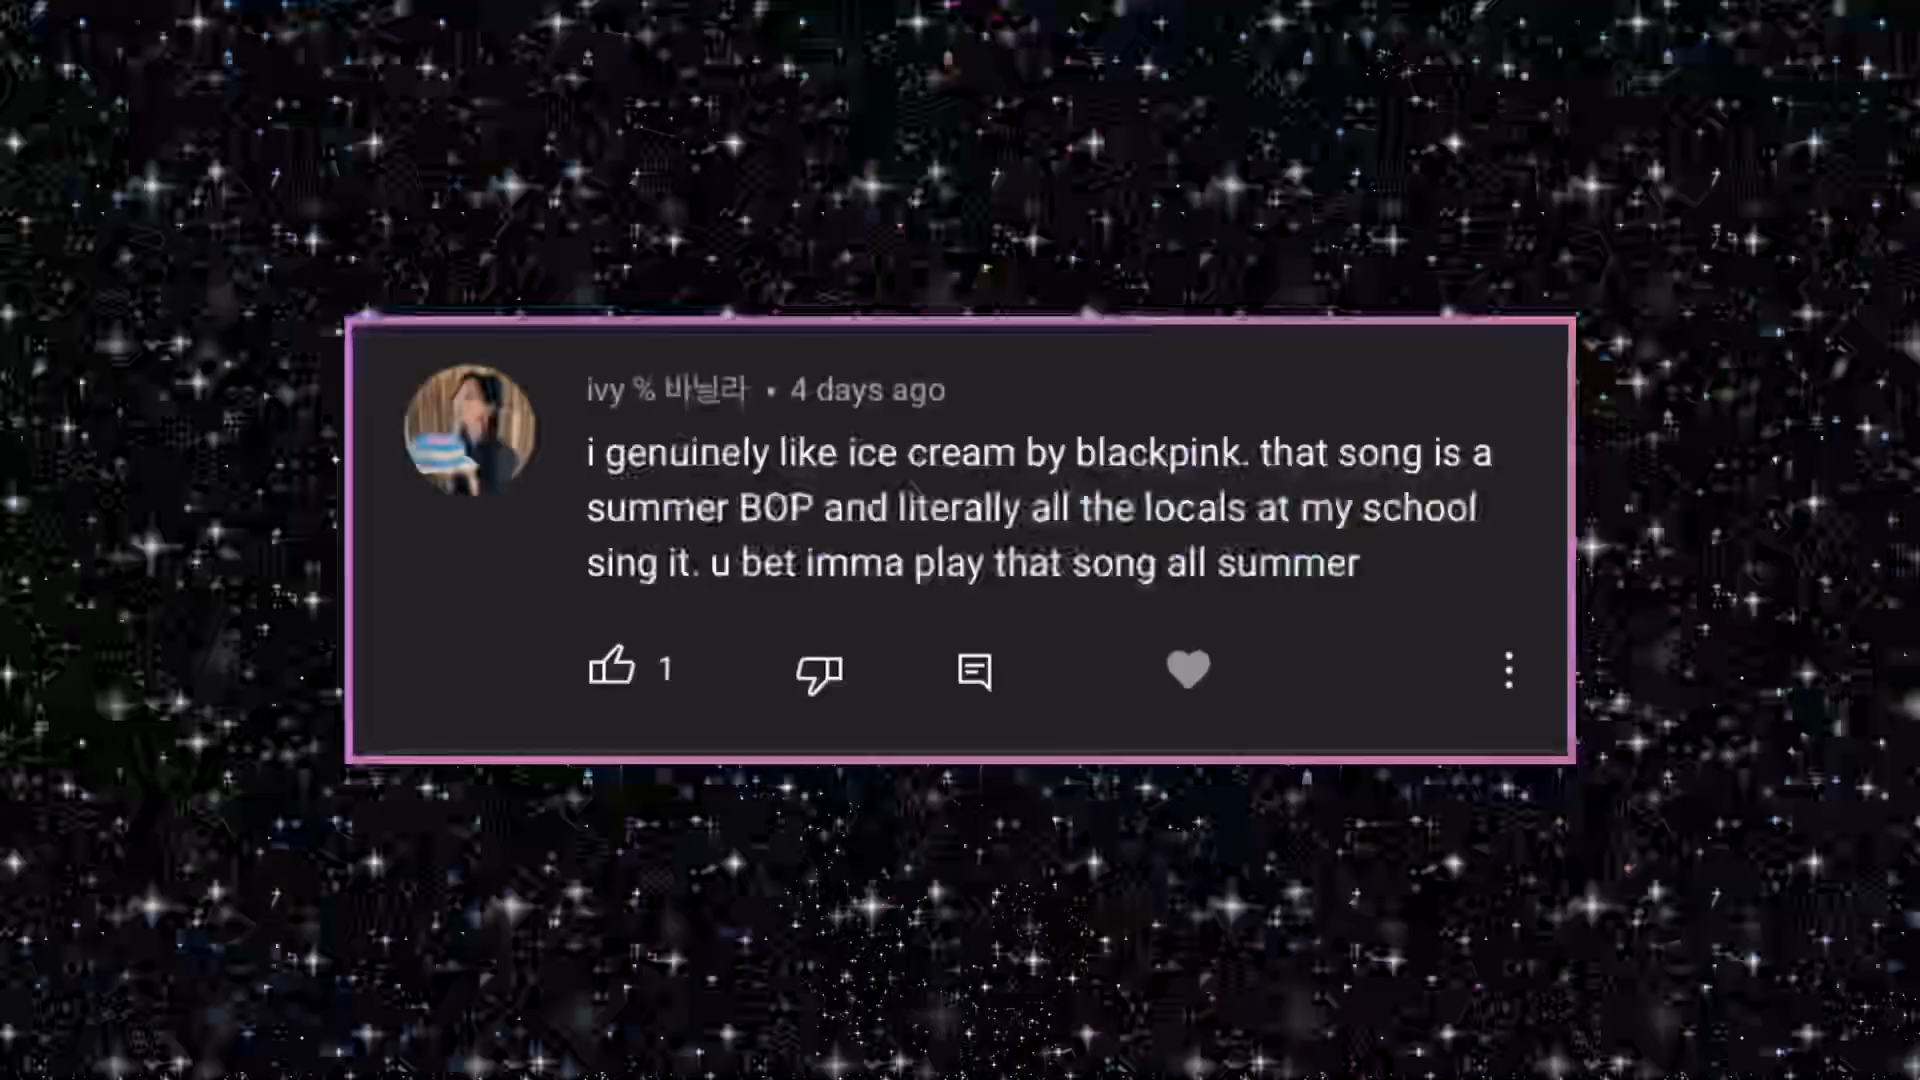 ivy % 바닐라 • 4 days ago
i genuinely like ice cream by blackpink. that song is a
summer BOP and literally all the locals at my school
sing it. u bet imma play that song all summer
1